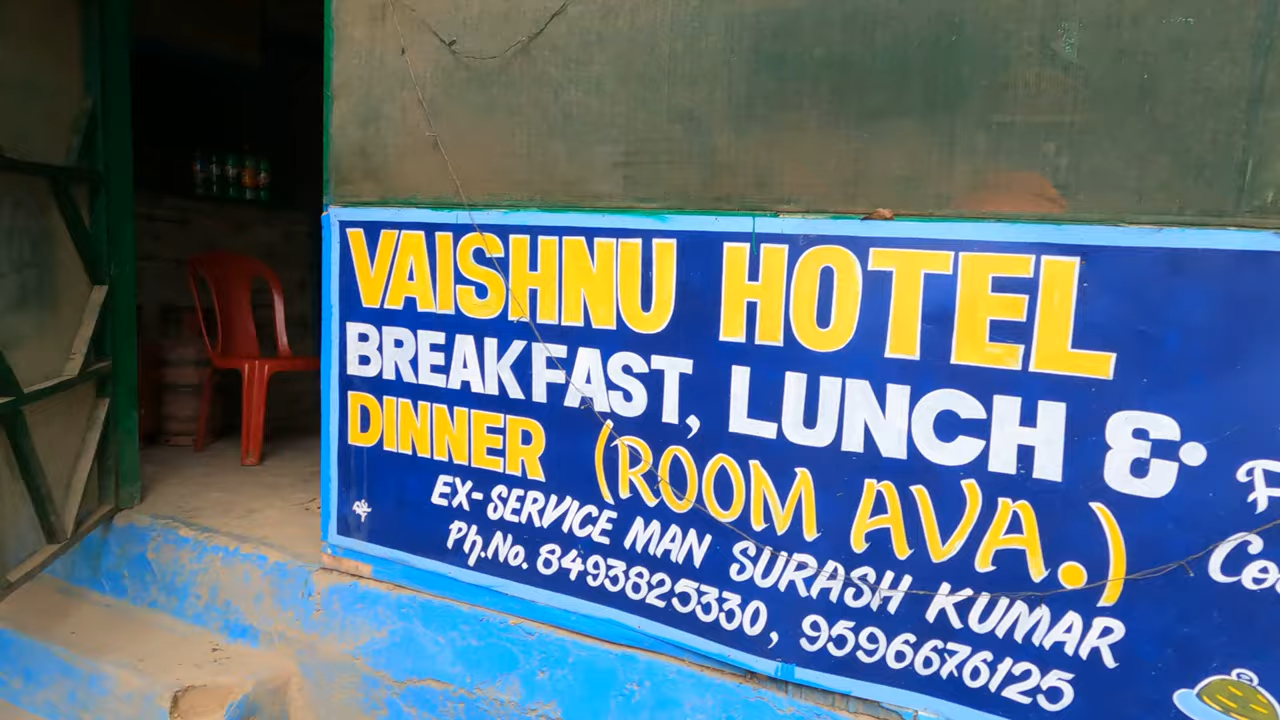 VAISHNU HOTEL
BREAKFAST, LUNCH &
DINNER (ROOM AVA.)
EX-SERVICE MAN SURASH KUMAR
Ph.No. 8493825330, 9596676125